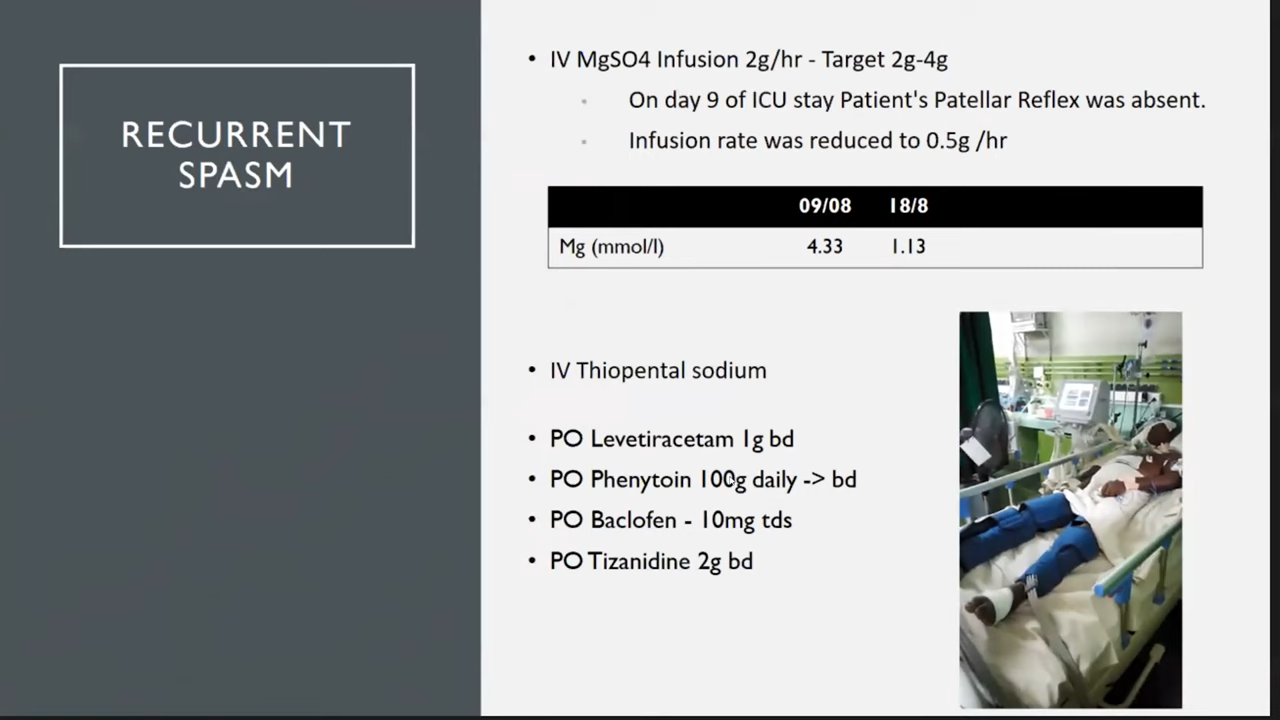 RECURRENT
SPASM
• IV MgSO4 Infusion 2g/hr - Target 2g-4g
• On day 9 of ICU stay Patient's Patellar Reflex was absent.
• Infusion rate was reduced to 0.5g /hr
09/08 18/8
Mg (mmol/l) 4.33 1.13
• IV Thiopental sodium
• PO Levetiracetam 1g bd
• PO Phenytoin 100g daily -> bd
• PO Baclofen - 10mg tds
• PO Tizanidine 2g bd